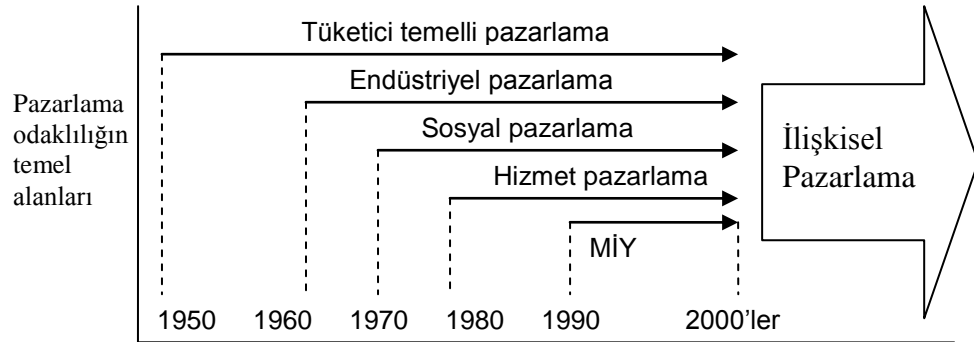 Tüketici temelli pazarlama
Endüstriyel pazarlama
Pazarlama
odaklılığın
temel
alanları
Sosyal pazarlama
Hizmet pazarlama
MİY
İlişkisel
Pazarlama
1950 1960 1970 1980 1990 2000’ler